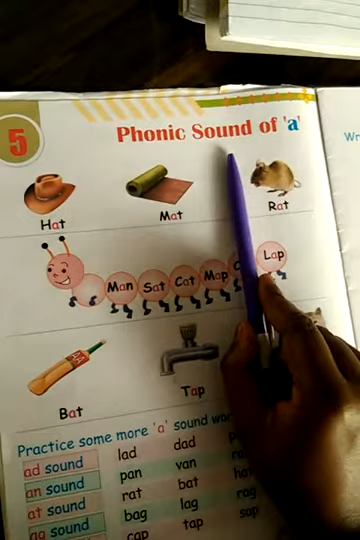 5
Phonic Sound of 'a'
Hat
Mat
Rat
Man Sat Cat Map Lap
Bat
Tap
Practice some more 'a' sound
ad sound lad dad
an sound pan van
at sound rat bat
ag sound bag lag rag
cap tap sap